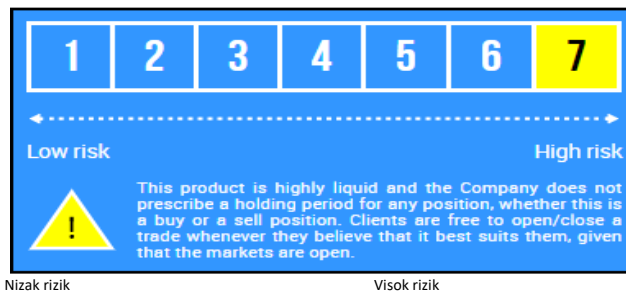 1 2 3 4 5 6 7
Low risk High risk
!
This product is highly liquid and the Company does not
prescribe a holding period for any position, whether this is
a buy or a sell position. Clients are free to open/close a
trade whenever they believe that it best suits them, given
that the markets are open.
Nizak rizik Visok rizik